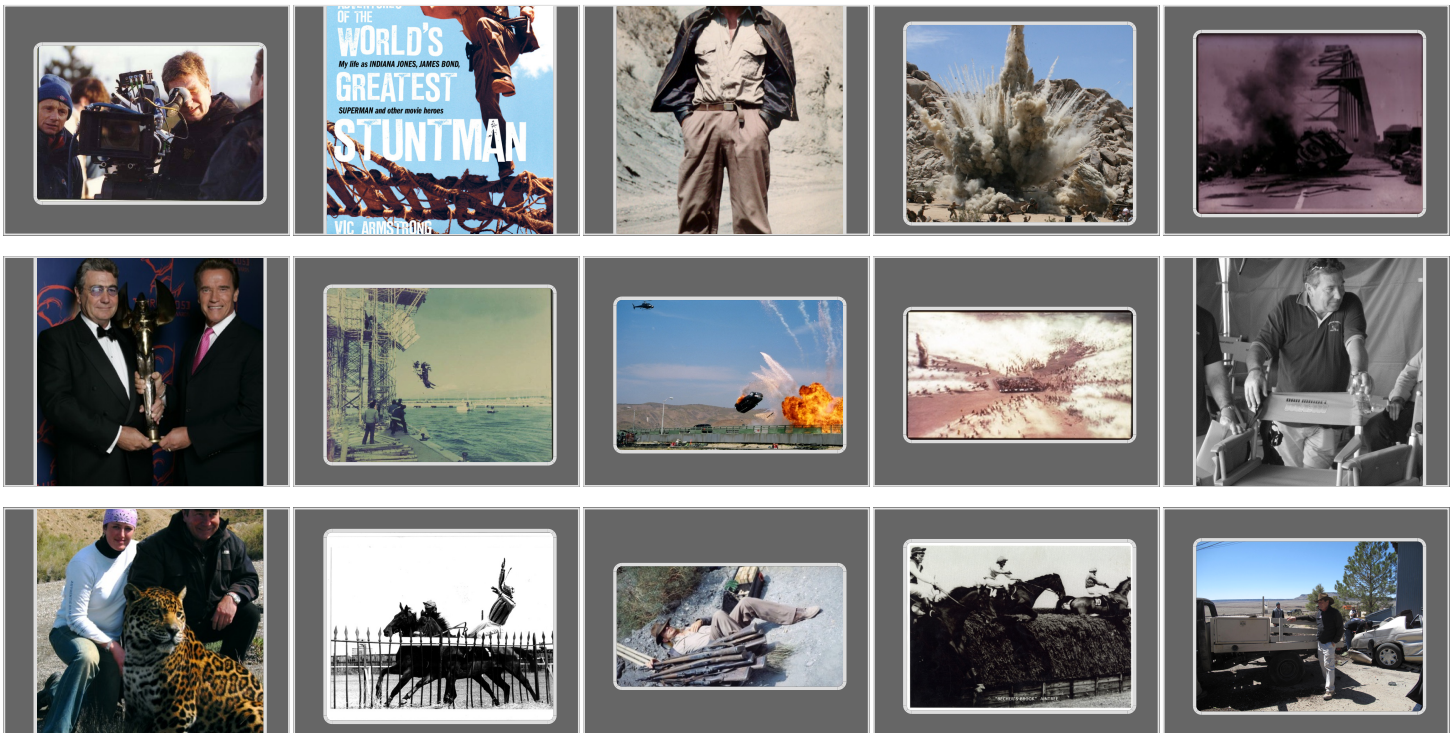 OF THE
WORLD'S
My life as INDIANA JONES, JAMES BOND,
GREATEST
SUPERMAN and other movie heroes
STUNTMAN
VIC ARMSTRONG